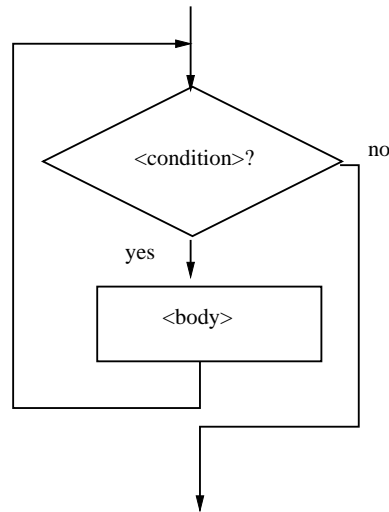 <condition>?
no
yes
<body>